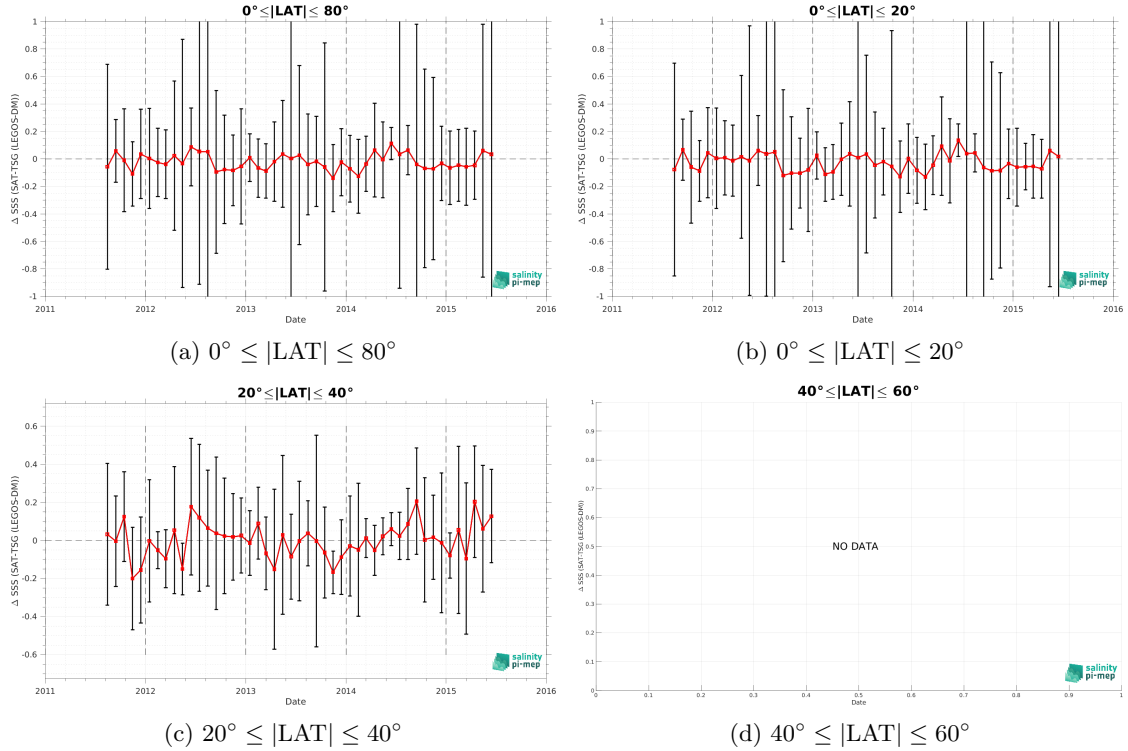 0°≤|LAT|≤ 80°
Δ SSS (SAT-TSG (LEGOS-DM))
1
0.8
0.6
0.4
0.2
0
-0.2
-0.4
-0.6
-0.8
-1
2011
2012
2013
2014
2015
2016
Date
salinity
pi-mep
(a) 0° ≤ |LAT| ≤ 80°
0°≤|LAT|≤ 20°
Δ SSS (SAT-TSG (LEGOS-DM))
1
0.8
0.6
0.4
0.2
0
-0.2
-0.4
-0.6
-0.8
-1
2011
2012
2013
2014
2015
2016
Date
salinity
pi-mep
(b) 0° ≤ |LAT| ≤ 20°
20°≤|LAT|≤ 40°
Δ SSS (SAT-TSG (LEGOS-DM))
0.6
0.4
0.2
0
-0.2
-0.4
-0.6
2011
2012
2013
2014
2015
2016
Date
salinity
pi-mep
(c) 20° ≤ |LAT| ≤ 40°
40°≤|LAT|≤ 60°
Δ SSS (SAT-TSG (LEGOS-DM))
1
0.9
0.8
0.7
0.6
0.5
0.4
0.3
0.2
0.1
0
NO DATA
0
0.1
0.2
0.3
0.4
0.5
0.6
0.7
0.8
0.9
1
Date
salinity
pi-mep
(d) 40° ≤ |LAT| ≤ 60°